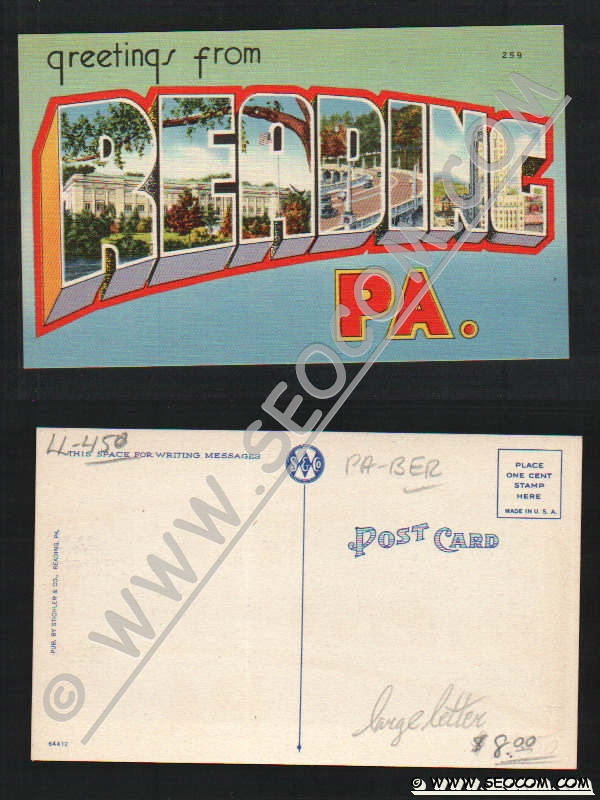 greetings from
259
READING
PA.
© WWW.SEOCOM.COM
LL-450
THIS SPACE FOR WRITING MESSAGES
S & Co
PA-BER
PLACE
ONE CENT
STAMP
HERE
MADE IN U.S.A.
POST CARD
PUB. BY STICHLER & CO., READING, PA.
large letter
$8.00
64412
© WWW.SEOCOM.COM